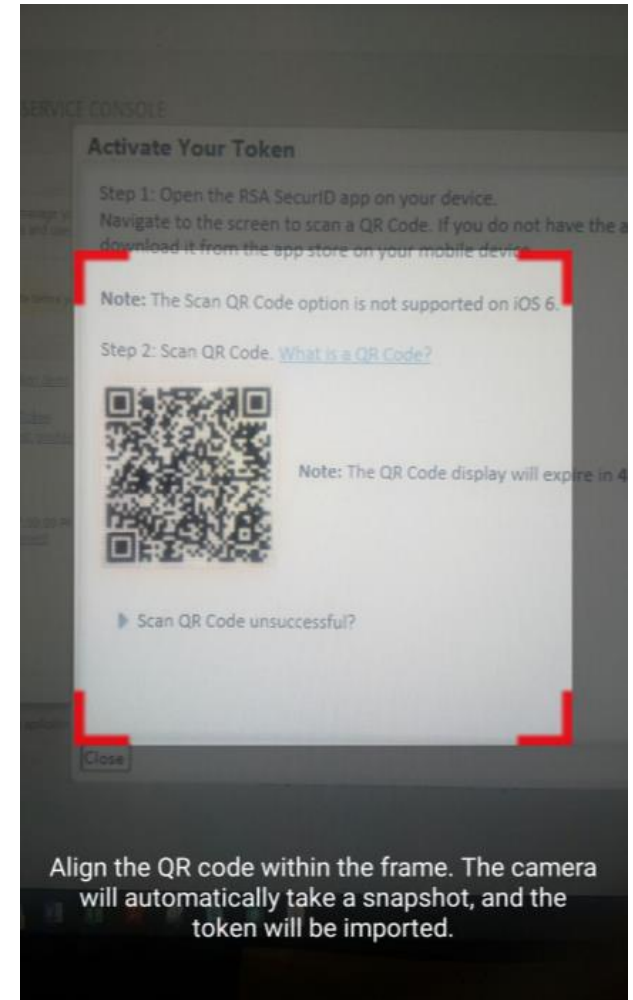 SERVICE CONSOLE
Activate Your Token
Step 1: Open the RSA SecurID app on your device.
Navigate to the screen to scan a QR Code. If you do not have the a
download it from the app store on your mobile device
Note: The Scan QR Code option is not supported on iOS 6.
Step 2: Scan QR Code. What is a QR Code?
Note: The QR Code display will expire in 4
Scan QR Code unsuccessful?
Close
Align the QR code within the frame. The camera
will automatically take a snapshot, and the
token will be imported.